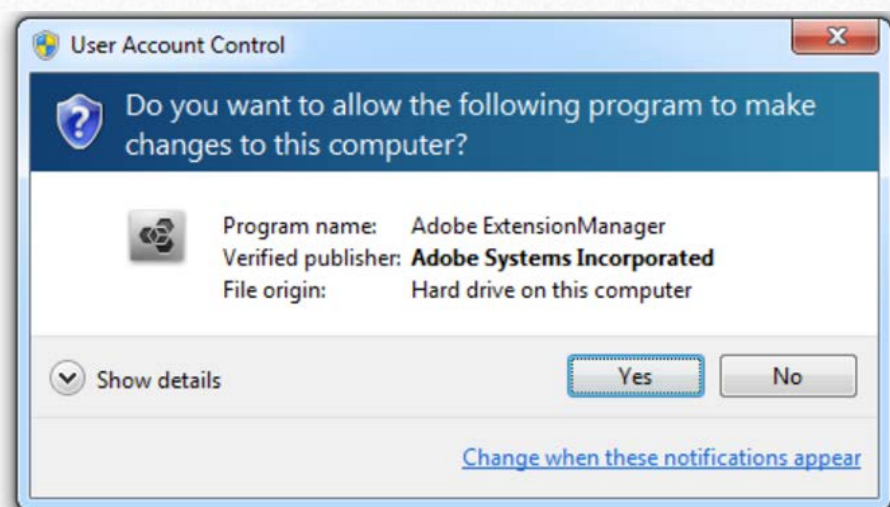 User Account Control
Do you want to allow the following program to make
changes to this computer?
Program name: Adobe ExtensionManager
Verified publisher: Adobe Systems Incorporated
File origin: Hard drive on this computer
Show details
Yes
No
Change when these notifications appear